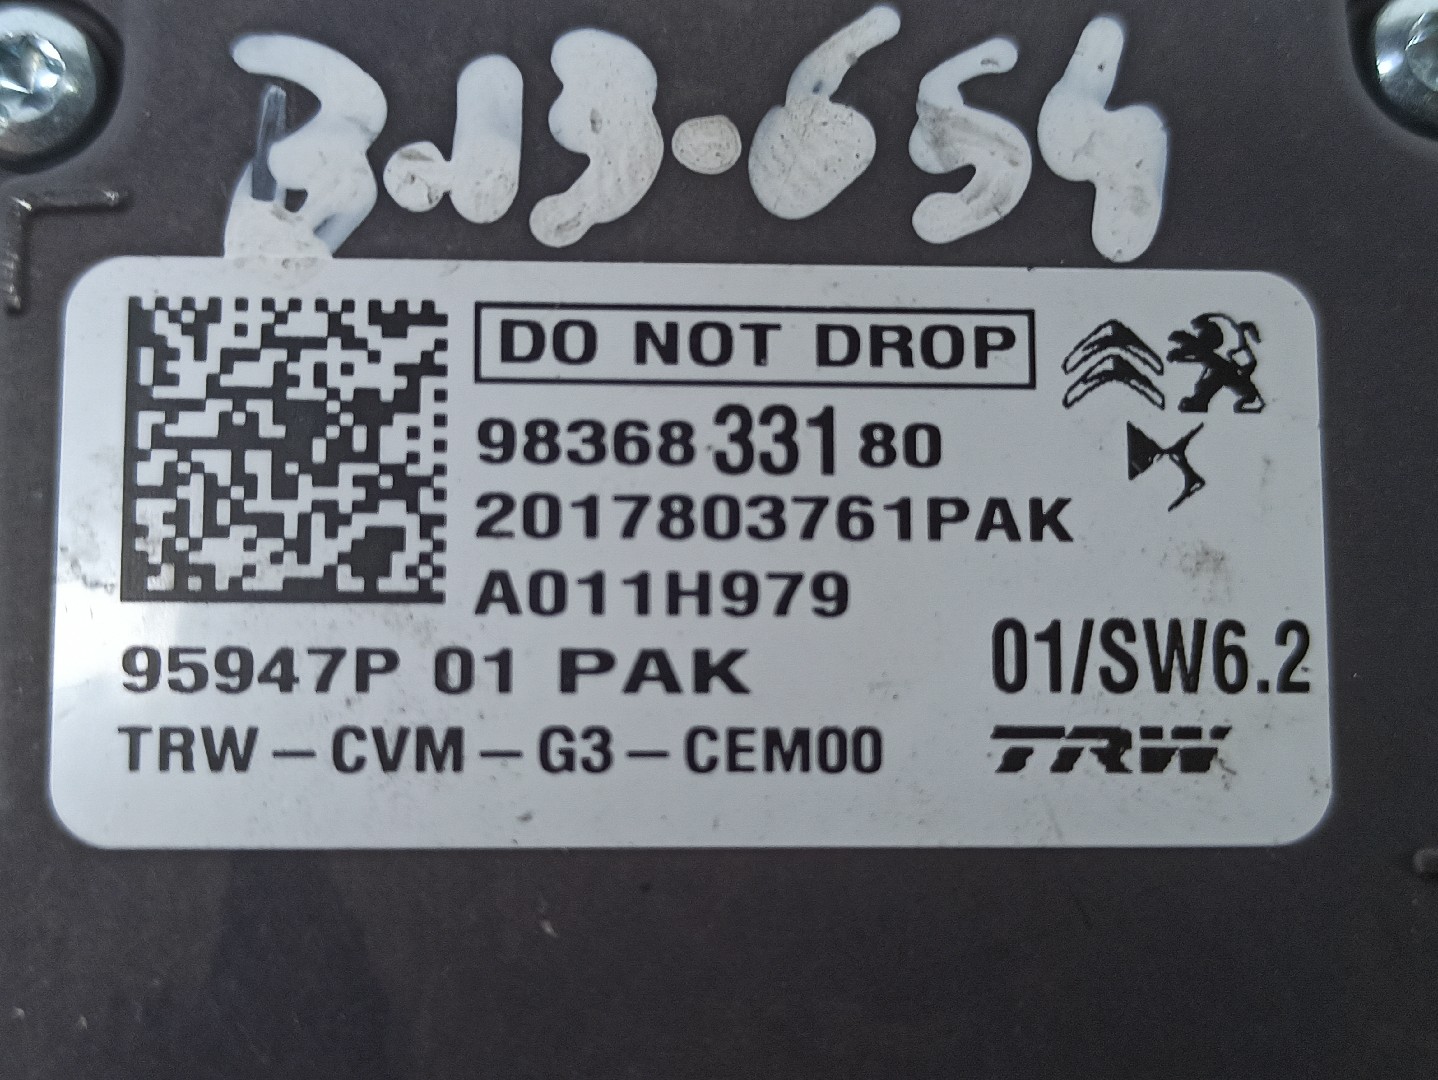 313-654
DO NOT DROP
98368 331 80
2017803761PAK
A011H979
95947P 01 PAK
01/SW6.2
TRW-CVM-G3-CEM00
TRW